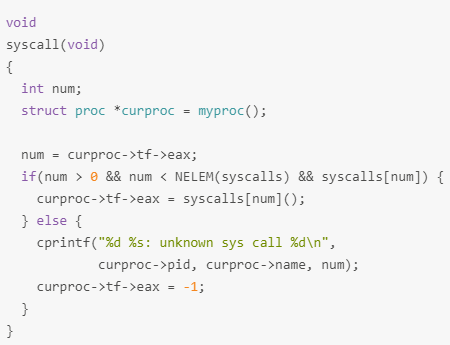 void
syscall(void)
{
  int num;
  struct proc *curproc = myproc();

  num = curproc->tf->eax;
  if(num > 0 && num < NELEM(syscalls) && syscalls[num]) {
    curproc->tf->eax = syscalls[num]();
  } else {
    cprintf("%d %s: unknown sys call %d\n",
            curproc->pid, curproc->name, num);
    curproc->tf->eax = -1;
  }
}